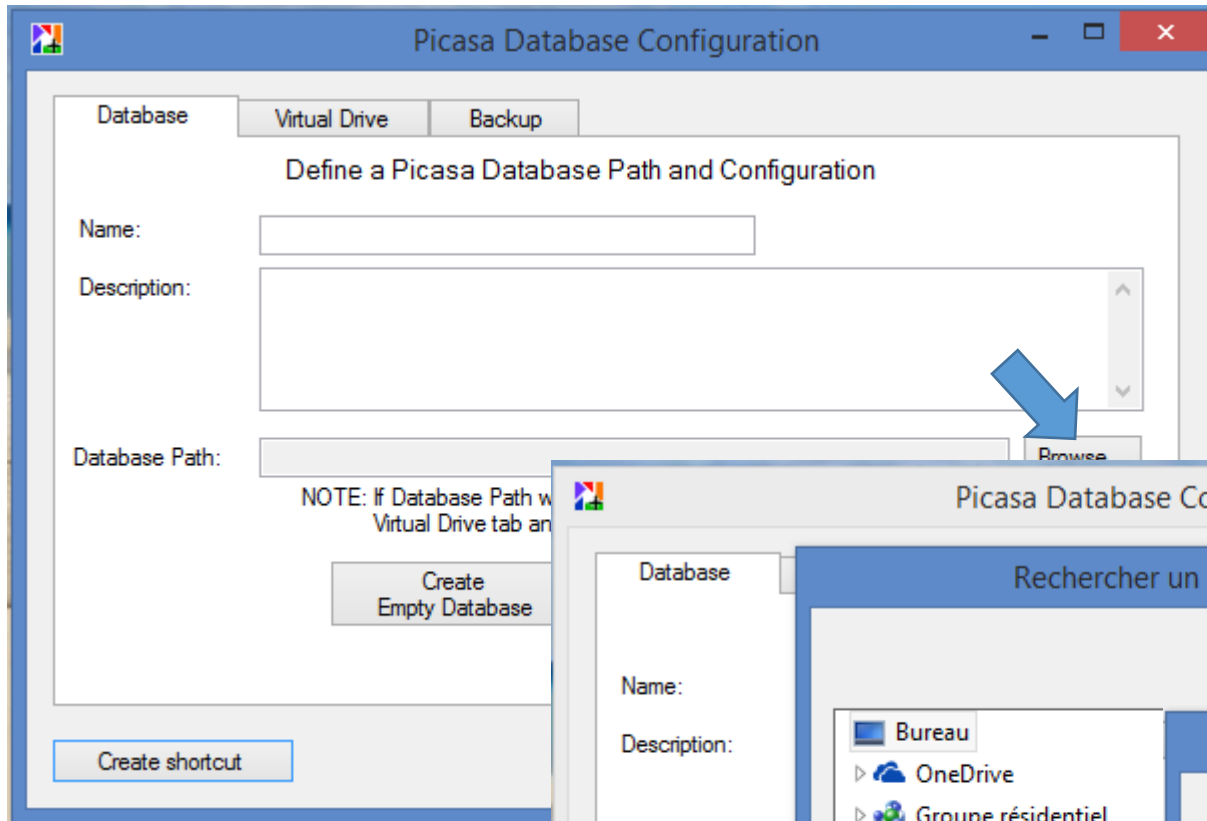 Picasa Database Configuration
Database Virtual Drive Backup
Define a Picasa Database Path and Configuration
Name:
Description:
Database Path: Browse...
NOTE: If Database Path w
Virtual Drive tab an
Create
Empty Database
Create shortcut
Picasa Database Co
Database
Rechercher un
Name:
Description:
Bureau
OneDrive
Groupe résidentiel